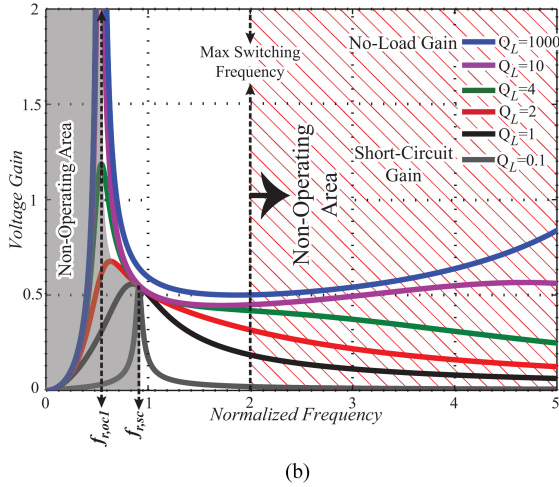 2
1.5
1
0.5
0
Voltage Gain
Non-Operating Area
Max Switching
Frequency
No-Load Gain
Q_L=1000
Q_L=10
Q_L=4
Q_L=2
Q_L=1
Q_L=0.1
Non-Operating
Area
Short-Circuit
Gain
1
2
3
4
5
Normalized Frequency
f_r,oc1
f_r,sc
(b)